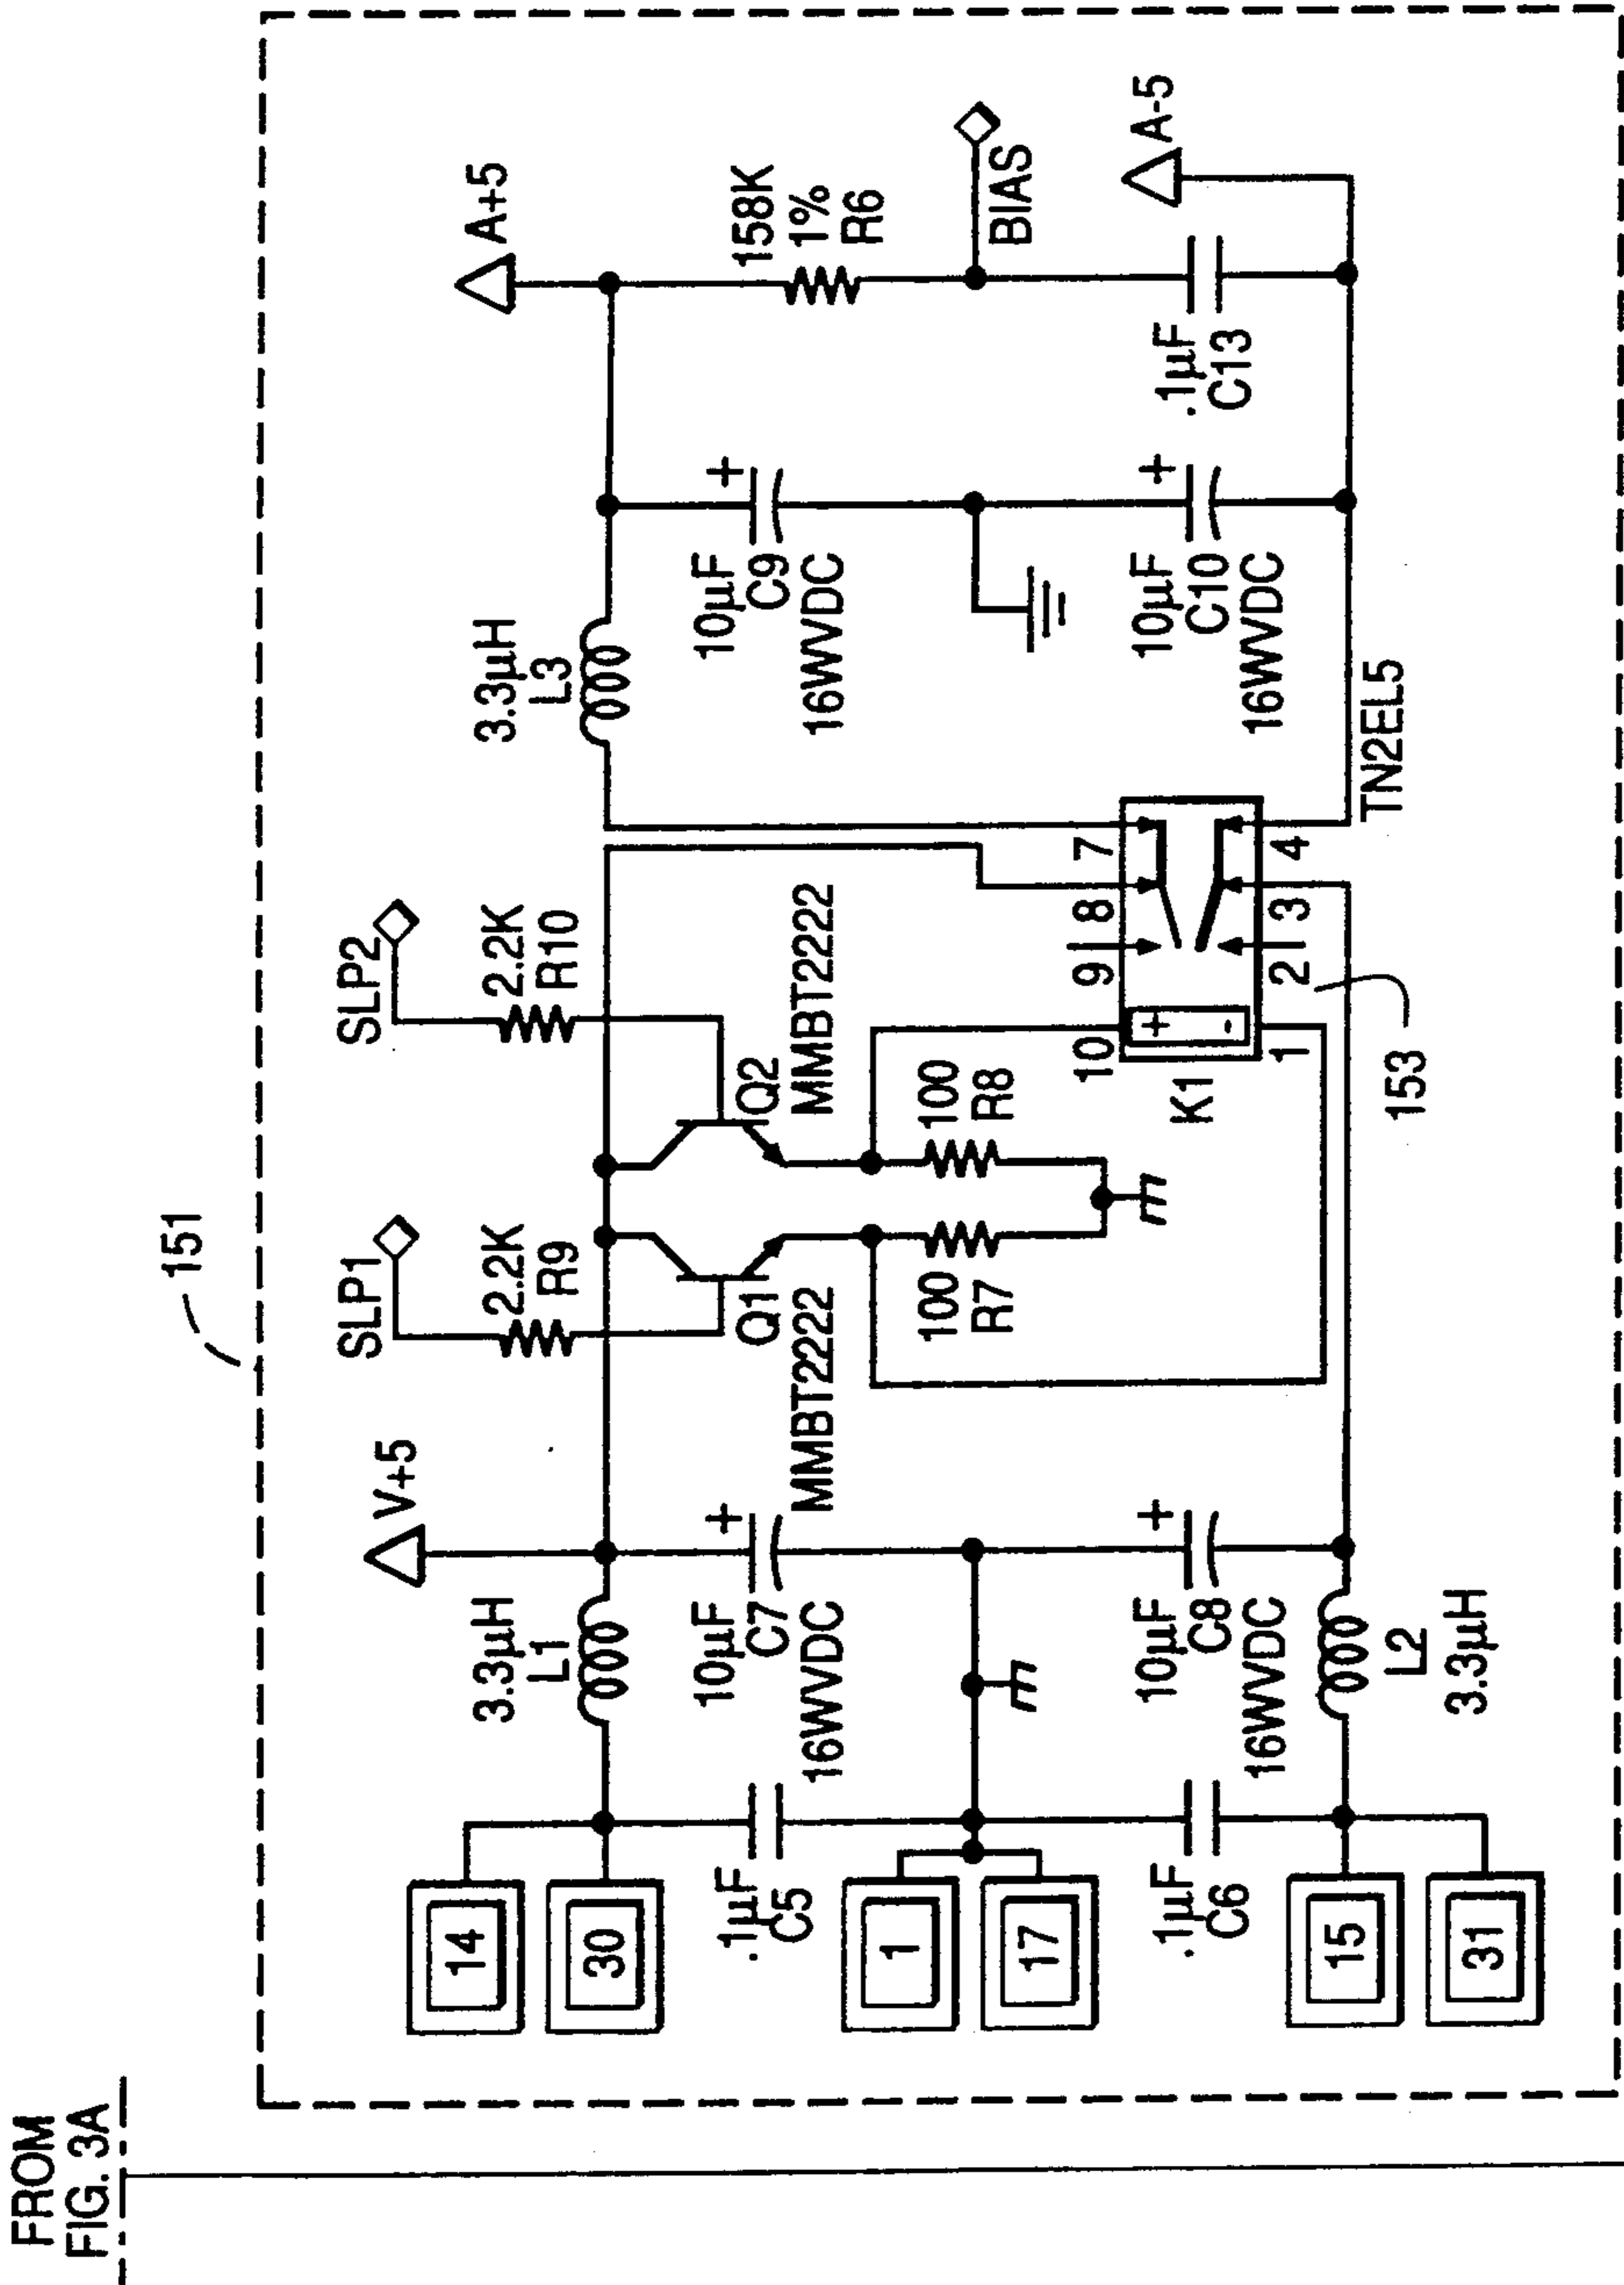 FROM
FIG. 3A
151
SLP1
SLP2
V+5
A+5
3.3µH
L1
2.2K
R9
2.2K
R10
3.3µH
L3
14
30
.1µF
C5
10µF
C7
16WVDC
+
Q1
MMBT2222
Q2
MMBT2222
10µF
C9
16WVDC
+
158K
1%
R6
1
17
100
R7
100
R8
BIAS
10
9
8
7
+
-
K1
1
2
3
4
153
TN2EL5
.1µF
C6
10µF
C8
16WVDC
+
10µF
C10
16WVDC
+
.1µF
C13
A-5
15
31
L2
3.3µH